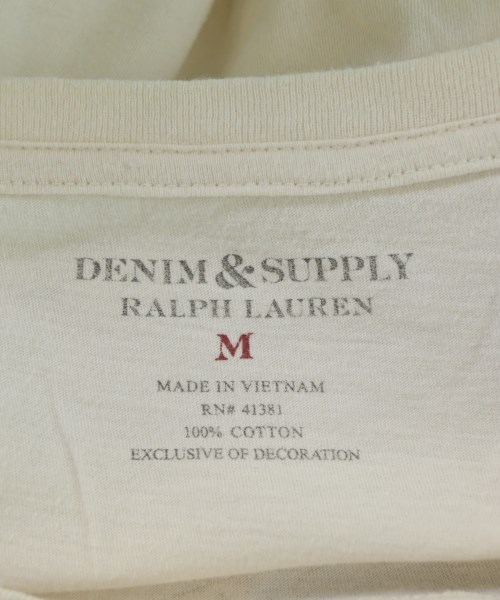 DENIM & SUPPLY
RALPH LAUREN
M
MADE IN VIETNAM
RN# 41381
100% COTTON
EXCLUSIVE OF DECORATION